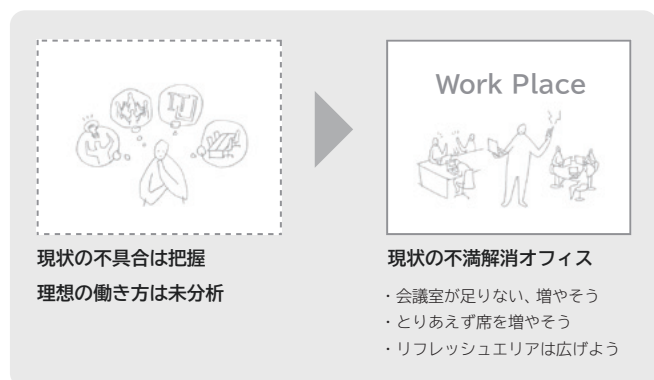 現状の不具合は把握
理想の働き方は未分析
Work Place
現状の不満解消オフィス
・会議室が足りない、増やそう
・とりあえず席を増やそう
・リフレッシュエリアは広げよう